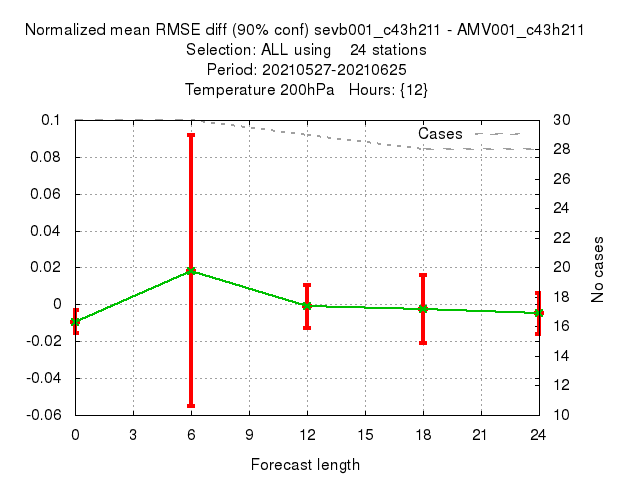 Normalized mean RMSE diff (90% conf) sevb001_c43h211 - AMV001_c43h211
Selection: ALL using    24 stations
Period: 20210527-20210625
Temperature 200hPa   Hours: {12}
0.1
0.08
0.06
0.04
0.02
0
-0.02
-0.04
-0.06
Cases
30
28
26
24
22
20
18
16
14
12
10
No cases
0 3 6 9 12 15 18 21 24
Forecast length